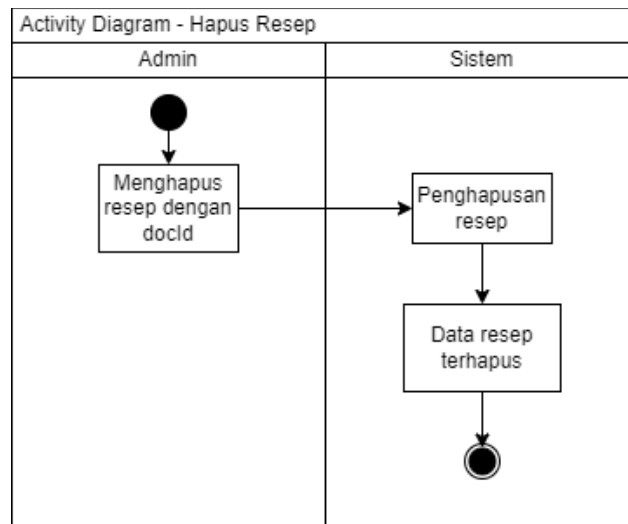 Activity Diagram - Hapus Resep
Admin
Sistem
Menghapus
resep dengan
docId
Penghapusan
resep
Data resep
terhapus